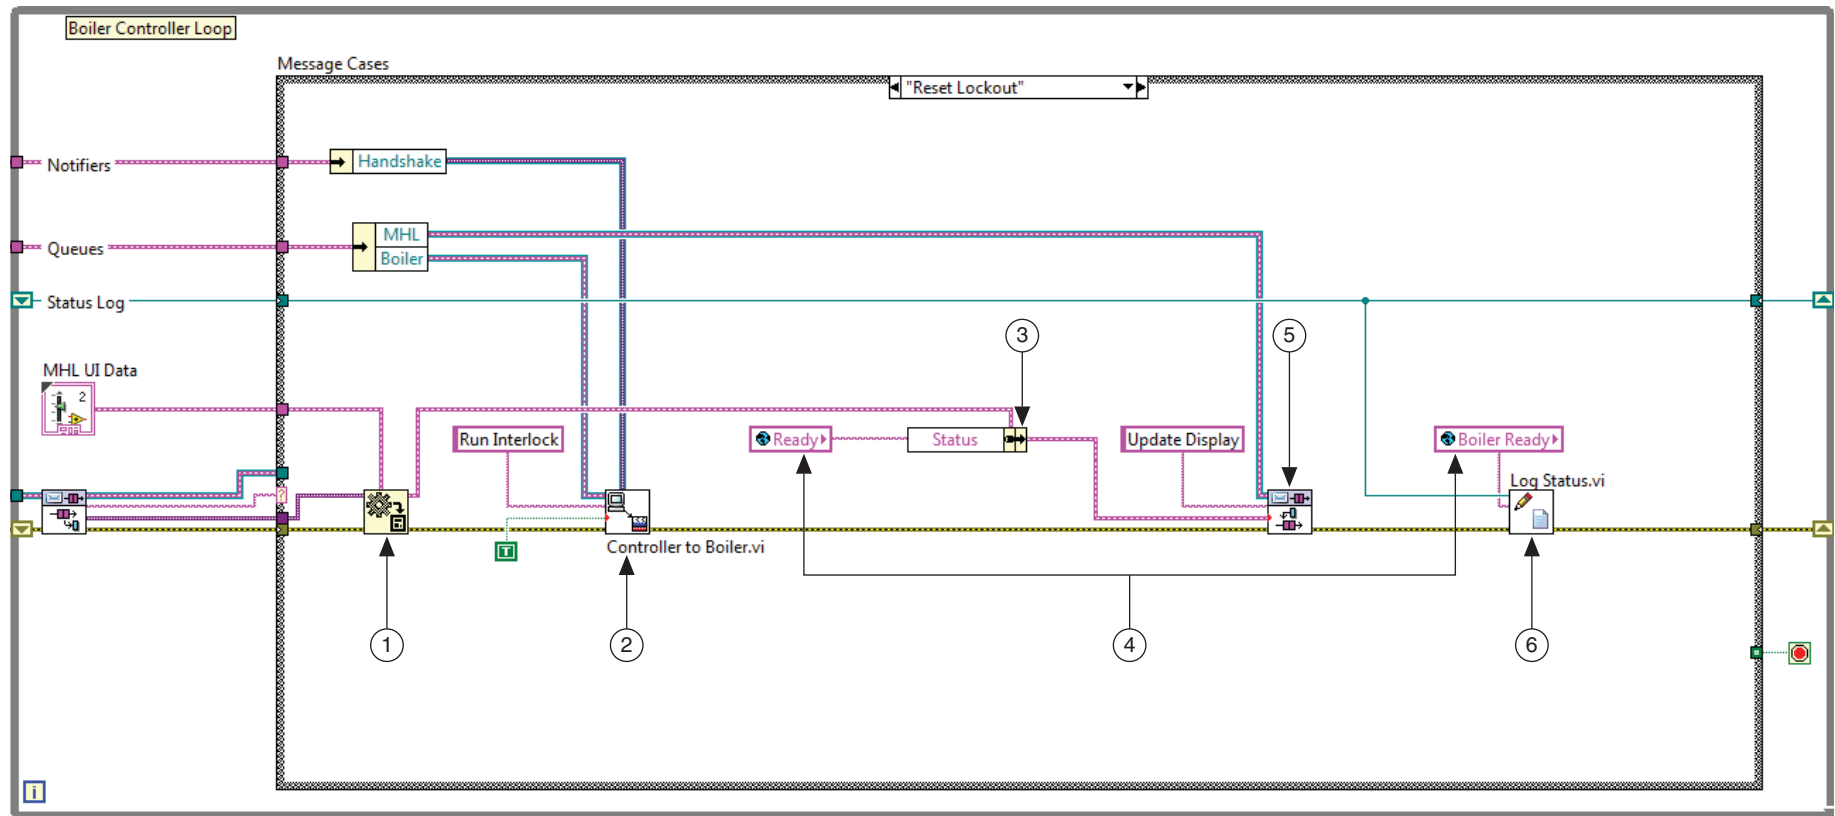 Boiler Controller Loop
Message Cases
"Reset Lockout"
Notifiers
Handshake
Queues
MHL
Boiler
Status Log
3
5
MHL UI Data
2
Run Interlock
Ready
Status
Update Display
Boiler Ready
?
Log Status.vi
T
Controller to Boiler.vi
1
2
4
6
i